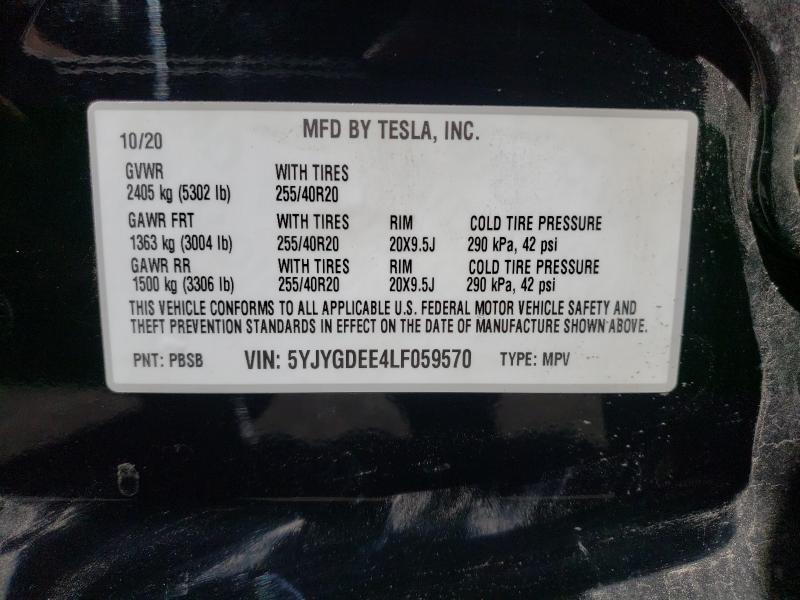 MFD BY TESLA, INC.
10/20
GVWR WITH TIRES
2405 kg (5302 lb) 255/40R20
GAWR FRT WITH TIRES RIM COLD TIRE PRESSURE
1363 kg (3004 lb) 255/40R20 20X9.5J 290 kPa, 42 psi
GAWR RR WITH TIRES RIM COLD TIRE PRESSURE
1500 kg (3306 lb) 255/40R20 20X9.5J 290 kPa, 42 psi
THIS VEHICLE CONFORMS TO ALL APPLICABLE U.S. FEDERAL MOTOR VEHICLE SAFETY AND
THEFT PREVENTION STANDARDS IN EFFECT ON THE DATE OF MANUFACTURE SHOWN ABOVE.
PNT: PBSB VIN: 5YJYGDEE4LF059570 TYPE: MPV